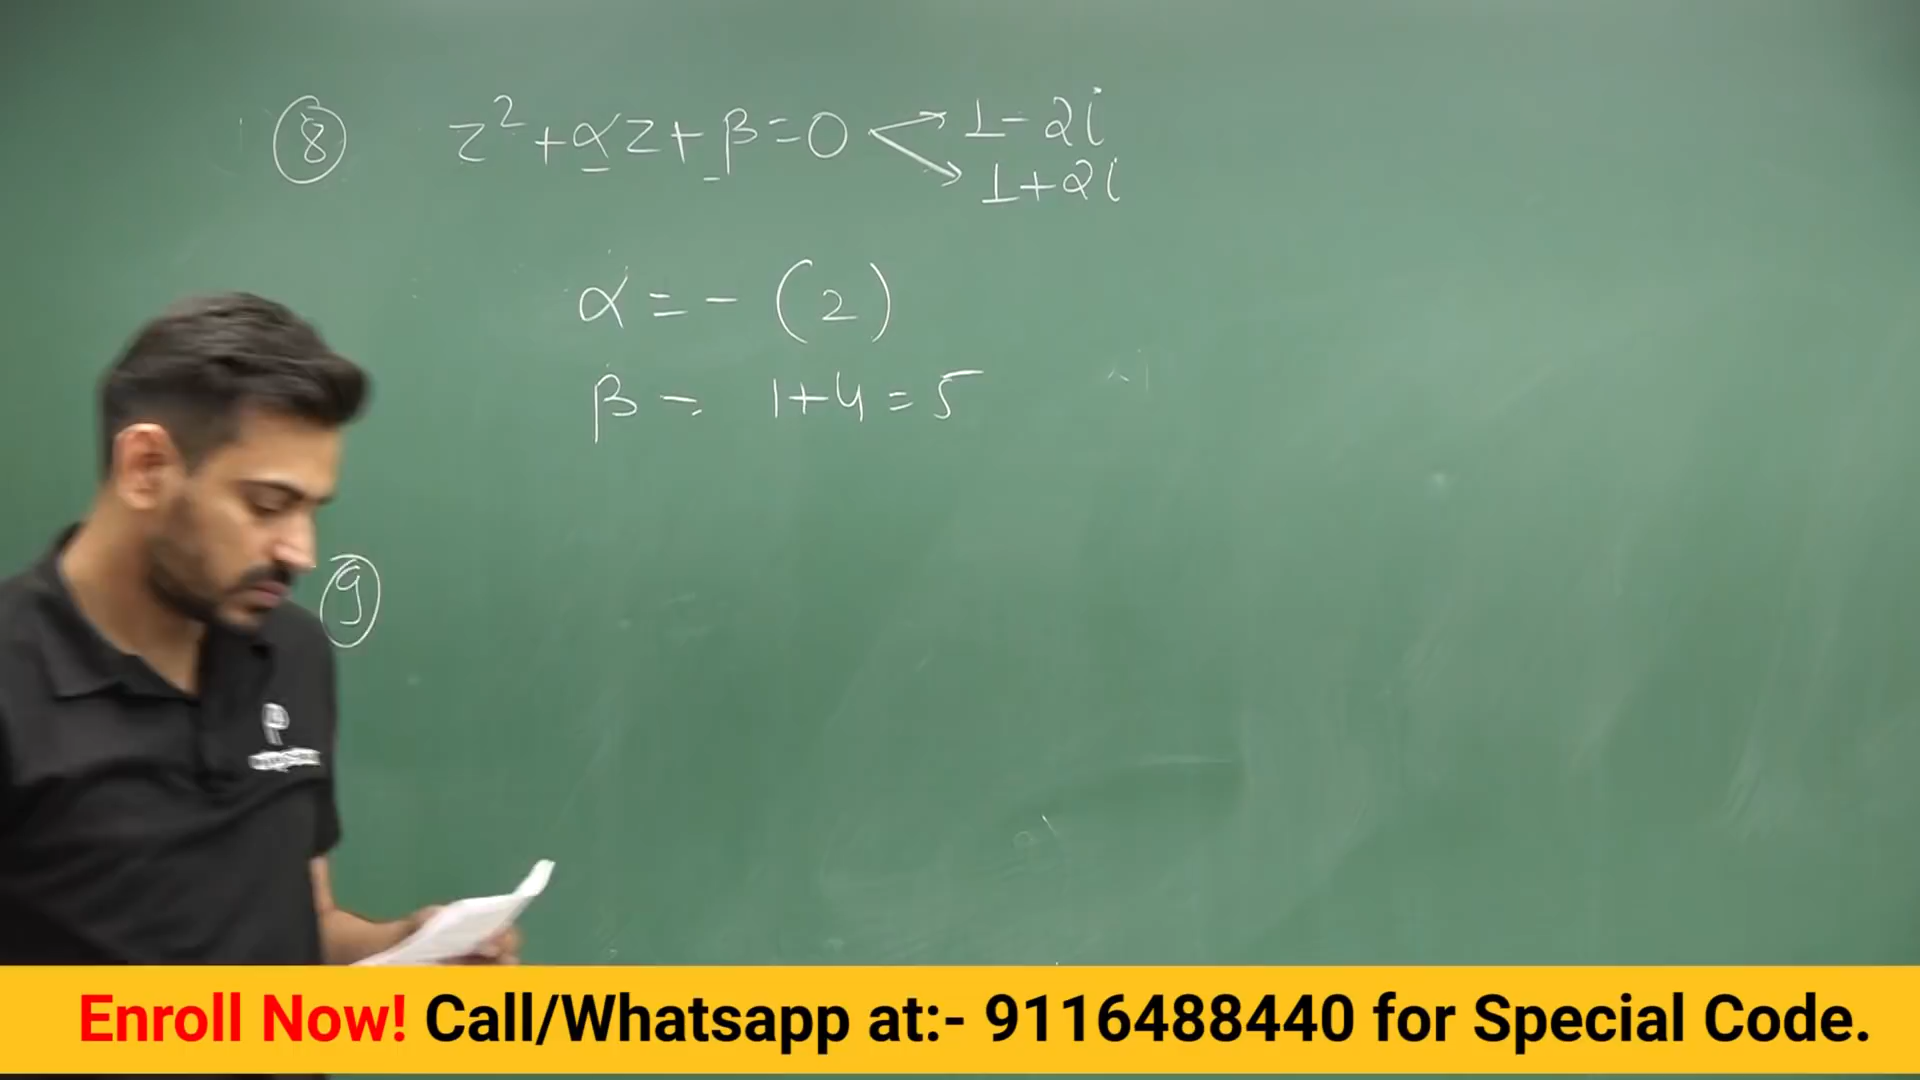 ⑧ z² + αz + β = 0 1 - 2i
1 + 2i
α = - (2)
β = 1 + 4 = 5
⑨
P
Enroll Now! Call/Whatsapp at:- 9116488440 for Special Code.